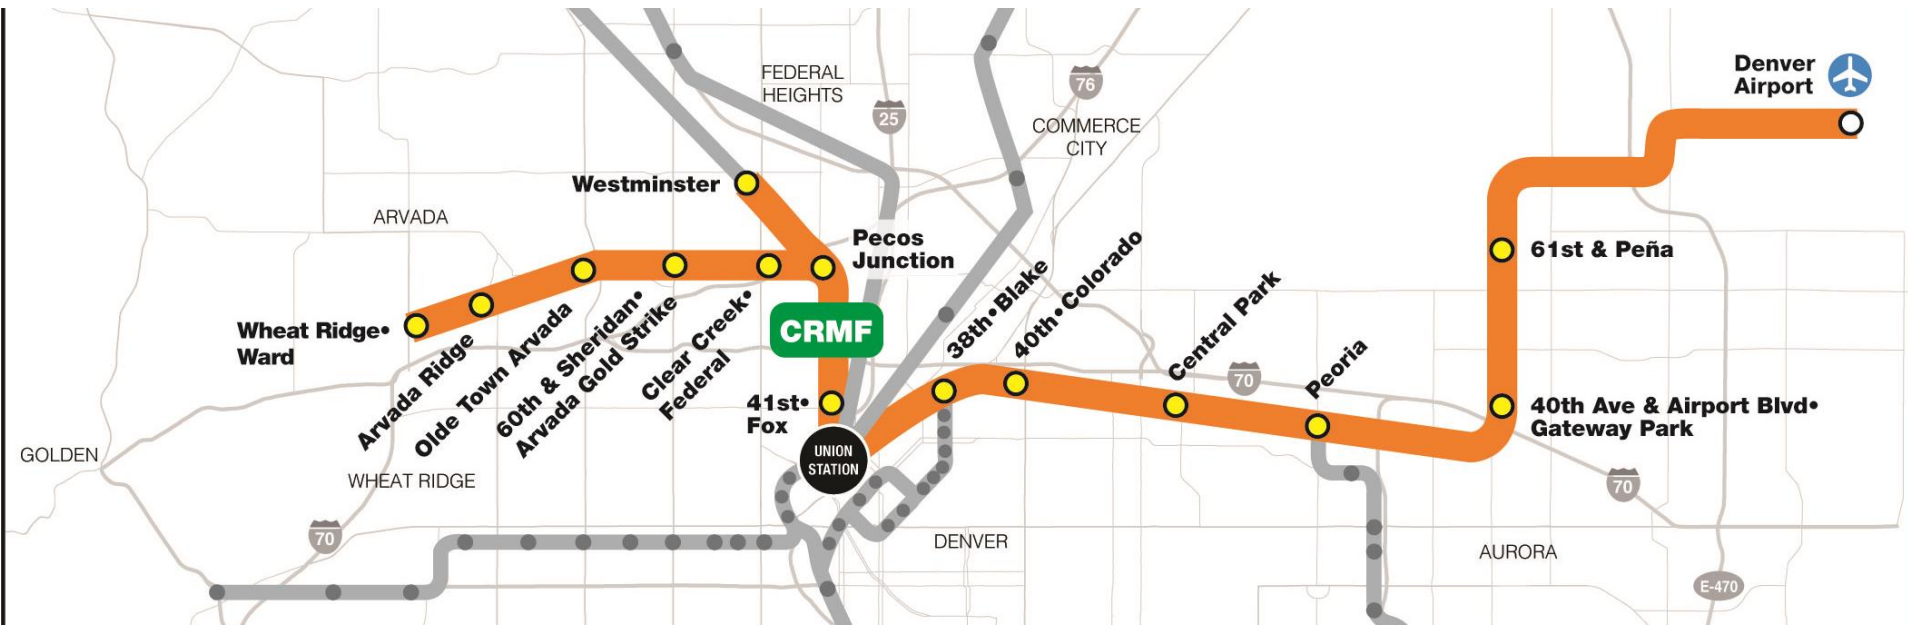 Denver
Airport
FEDERAL
HEIGHTS
76
25
COMMERCE
CITY
Westminster
ARVADA
Pecos
Junction
61st & Peña
Wheat Ridge•
Ward
Arvada Ridge
Olde Town Arvada
60th & Sheridan•
Arvada Gold Strike
Clear Creek•
Federal
CRMF
38th•Blake
40th•Colorado
Central Park
70
Peoria
41st•
Fox
40th Ave & Airport Blvd•
Gateway Park
UNION
STATION
GOLDEN
WHEAT RIDGE
70
70
DENVER
AURORA
E-470